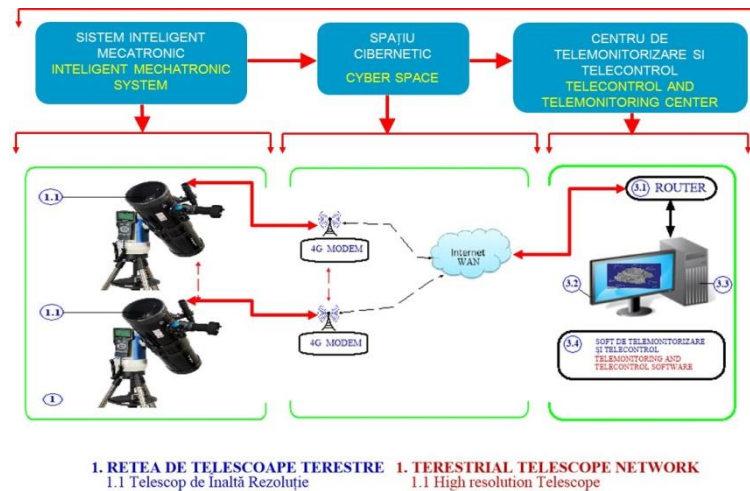 SISTEM INTELIGENT
MECATRONIC
INTELIGENT MECHATRONIC
SYSTEM
SPAȚIU
CIBERNETIC
CYBER SPACE
CENTRU DE
TELEMONITORIZARE SI
TELECONTROL
TELECONTROL AND
TELEMONITORING CENTER
1.1
4G MODEM
Internet
WAN
3.1 ROUTER
3.2
3.3
1.1
4G MODEM
1
3.4
SOFT DE TELEMONITORIZARE
ȘI TELECONTROL
TELEMONITORING AND
TELECONTROL SOFTWARE
1. RETEA DE TELESCOAPE TERESTRE
1.1 Telescop de Înaltă Rezoluție
1. TERESTRIAL TELESCOPE NETWORK
1.1 High resolution Telescope